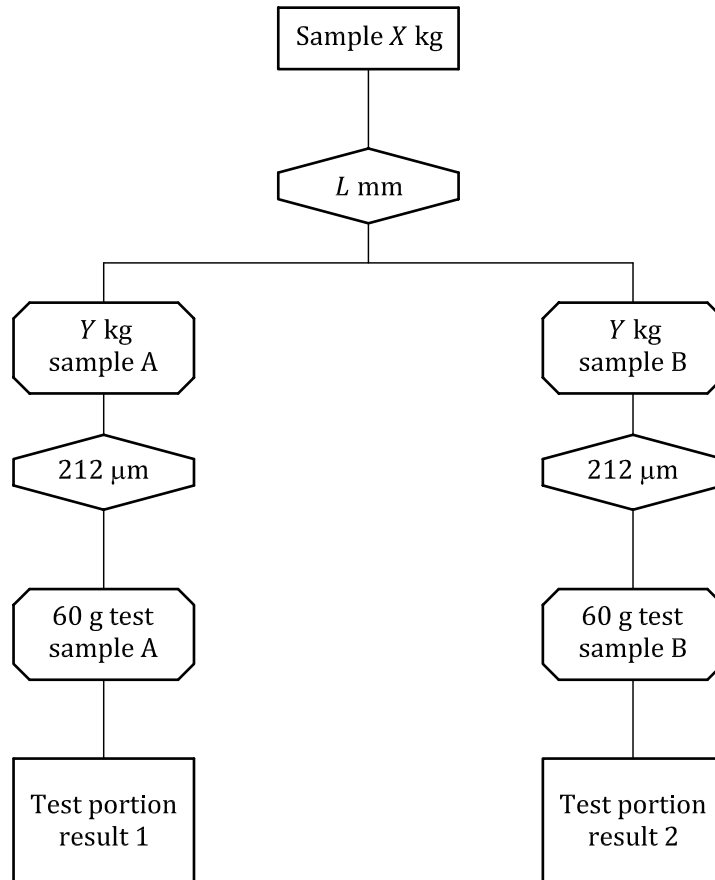 Sample X kg
L mm
Y kg
sample A
Y kg
sample B
212 μm
212 μm
60 g test
sample A
60 g test
sample B
Test portion
result 1
Test portion
result 2